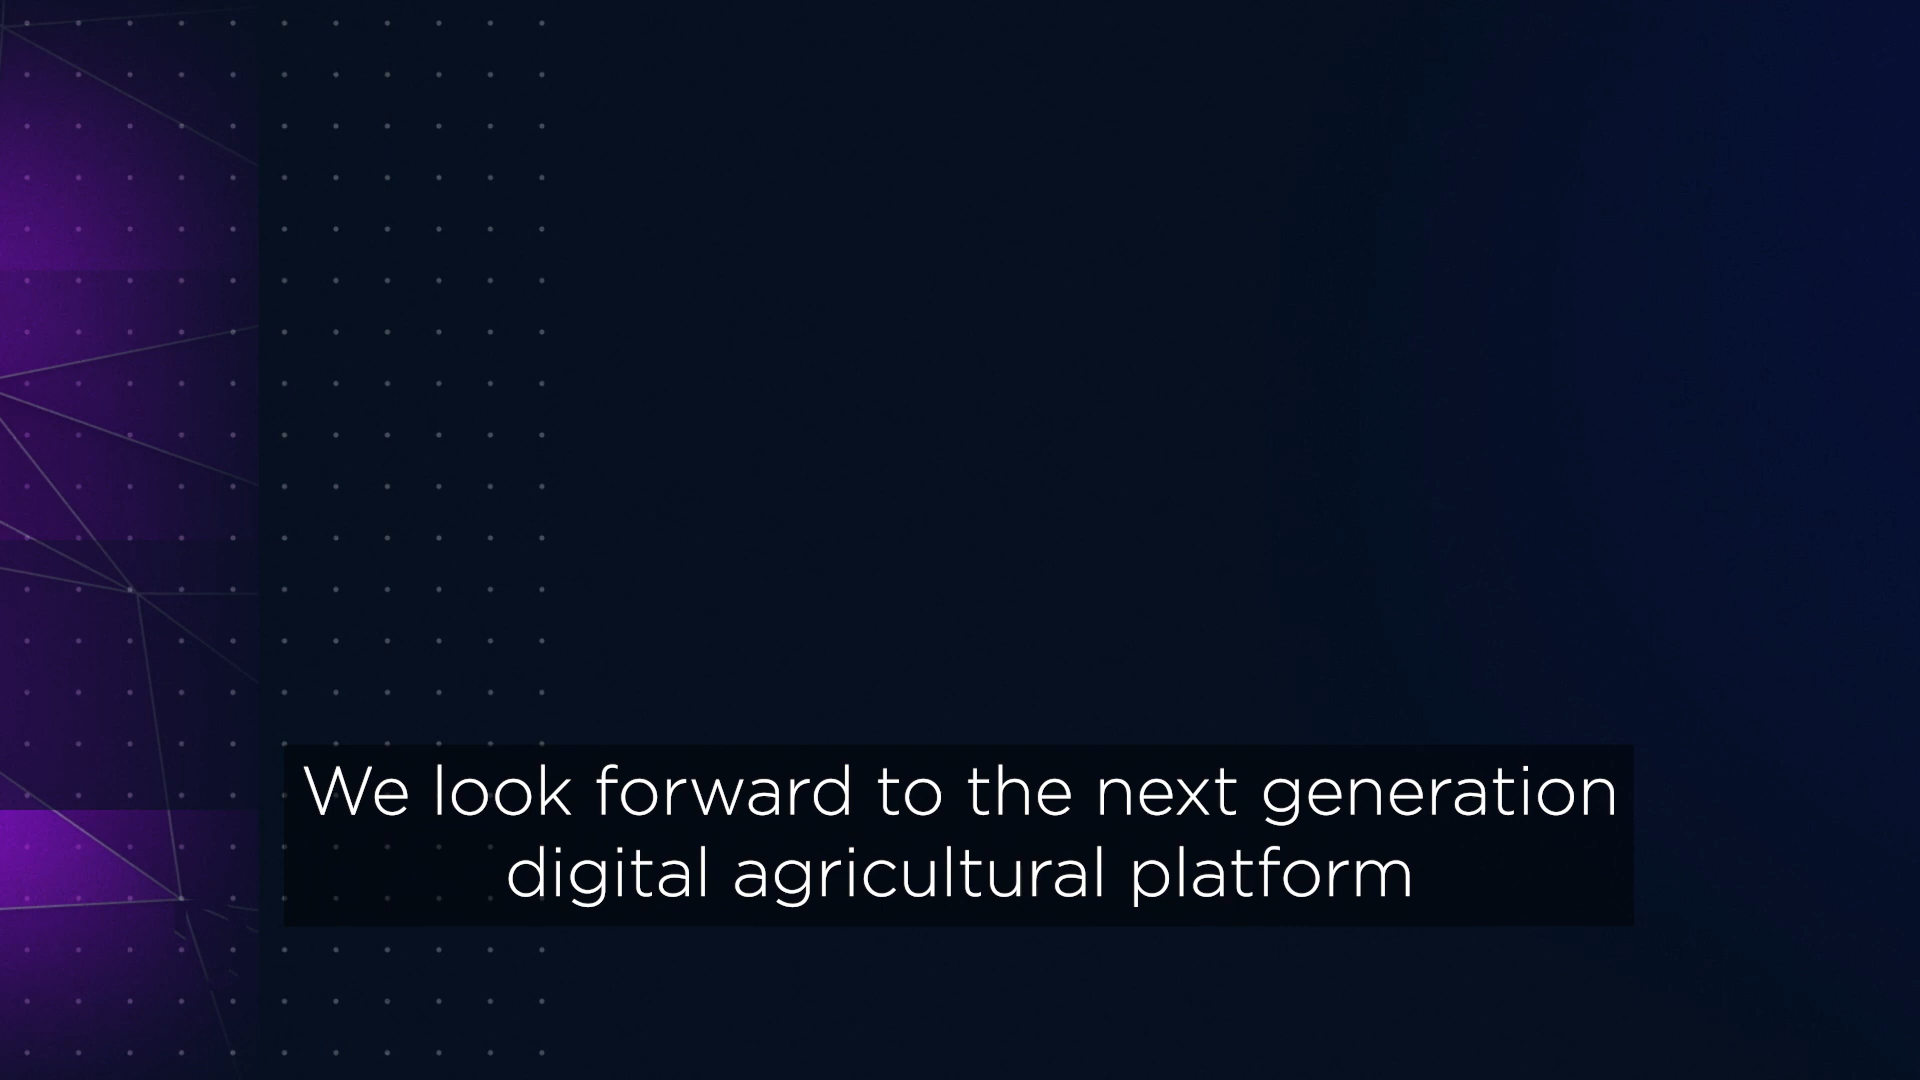 We look forward to the next generation
digital agricultural platform